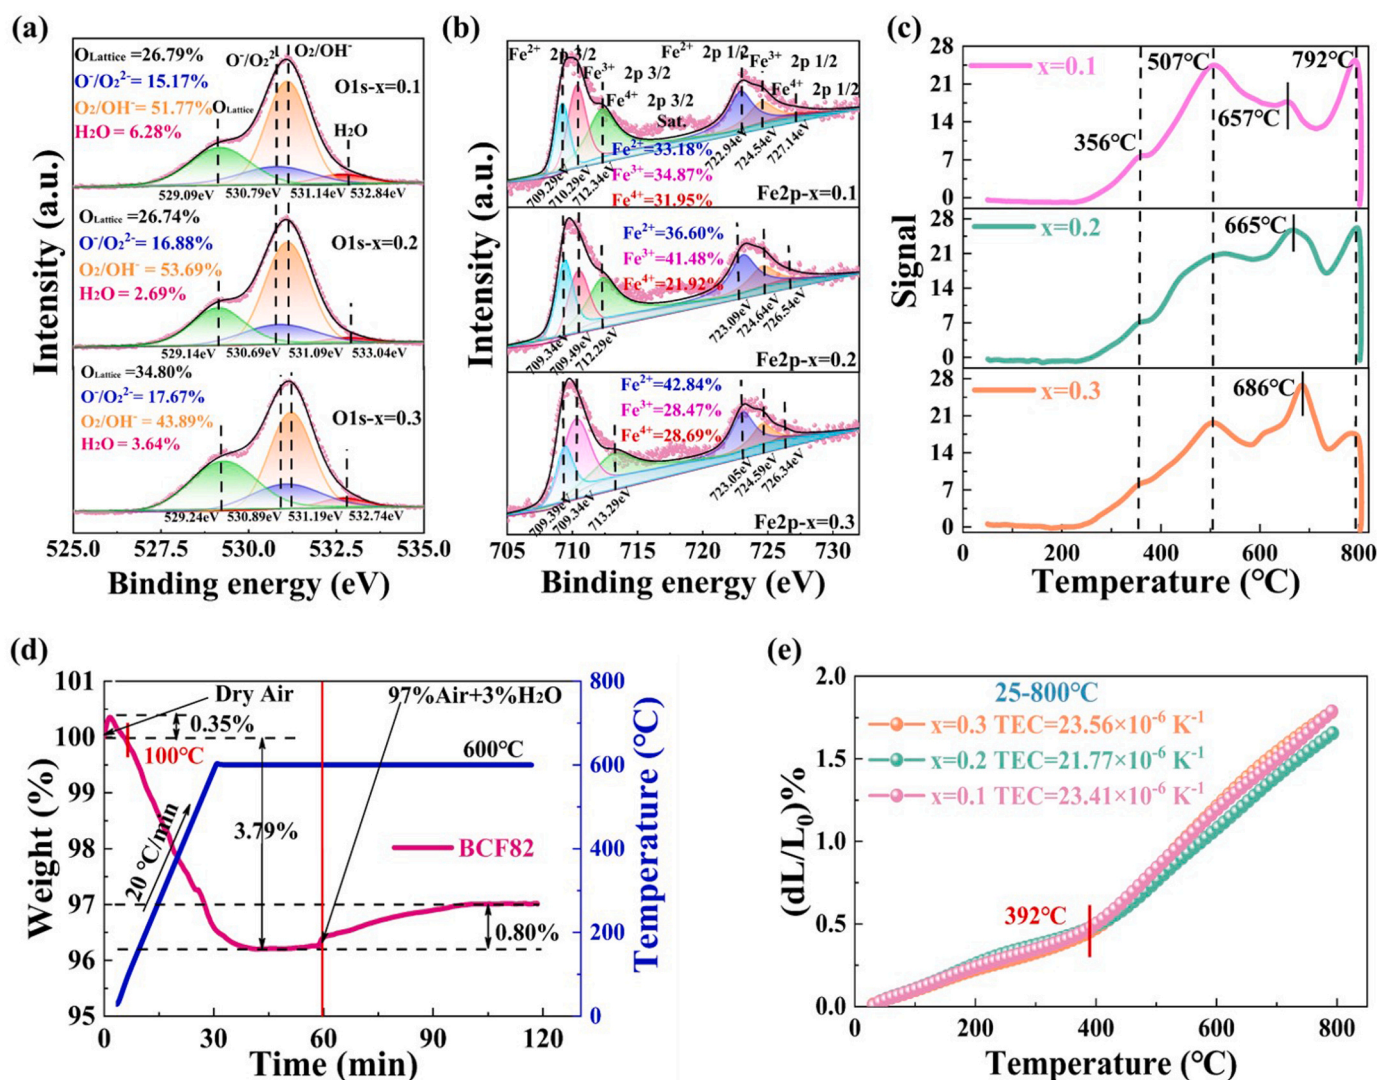 (a)
Intensity (a.u.)
O Lattice =26.79%
O⁻/O₂²⁻= 15.17%
O₂/OH⁻= 51.77%
H₂O = 6.28%
O⁻/O₂²⁻
O₂/OH⁻
O Lattice
O1s-x=0.1
H₂O
529.09eV 530.79eV 531.14eV 532.84eV
O Lattice =26.74%
O⁻/O₂²⁻= 16.88%
O₂/OH⁻ = 53.69%
H₂O = 2.69%
O1s-x=0.2
529.14eV 530.69eV 531.09eV 533.04eV
O Lattice =34.80%
O⁻/O₂²⁻= 17.67%
O₂/OH⁻ = 43.89%
H₂O = 3.64%
O1s-x=0.3
529.24eV 530.89eV 531.19eV 532.74eV
525.0 527.5 530.0 532.5 535.0
Binding energy (eV)
(b)
Intensity (a.u.)
Fe²⁺ 2p 3/2
Fe³⁺ 2p 3/2
Fe⁴⁺ 2p 3/2
Sat.
Fe²⁺ 2p 1/2
Fe³⁺ 2p 1/2
Fe⁴⁺ 2p 1/2
Fe²⁺=33.18%
Fe³⁺=34.87%
Fe⁴⁺=31.95%
709.29eV 710.29eV 712.34eV 722.94eV 724.54eV 727.14eV
Fe2p-x=0.1
Fe²⁺=36.60%
Fe³⁺=41.48%
Fe⁴⁺=21.92%
709.34eV 709.49eV 712.29eV 723.09eV 724.64eV 726.54eV
Fe2p-x=0.2
Fe²⁺=42.84%
Fe³⁺=28.47%
Fe⁴⁺=28.69%
709.39eV 709.34eV 713.29eV 723.05eV 724.59eV 726.34eV
Fe2p-x=0.3
705 710 715 720 725 730
Binding energy (eV)
(c)
Signal
28
21
14
7
0
x=0.1
356°C
507°C
657°C
792°C
28
21
14
7
0
x=0.2
665°C
28
21
14
7
0
x=0.3
686°C
0 200 400 600 800
Temperature (°C)
(d)
Weight (%)
101
100
99
98
97
96
95
Dry Air
0.35%
100°C
20 °C/min
3.79%
97%Air+3%H₂O
600°C
BCF82
0.80%
800
600
400
200
0
Temperature (°C)
0 30 60 90 120
Time (min)
(e)
(dL/L₀)%
2.0
1.5
1.0
0.5
0.0
25-800°C
x=0.3 TEC=23.56×10⁻⁶ K⁻¹
x=0.2 TEC=21.77×10⁻⁶ K⁻¹
x=0.1 TEC=23.41×10⁻⁶ K⁻¹
392°C
0 200 400 600 800
Temperature (°C)